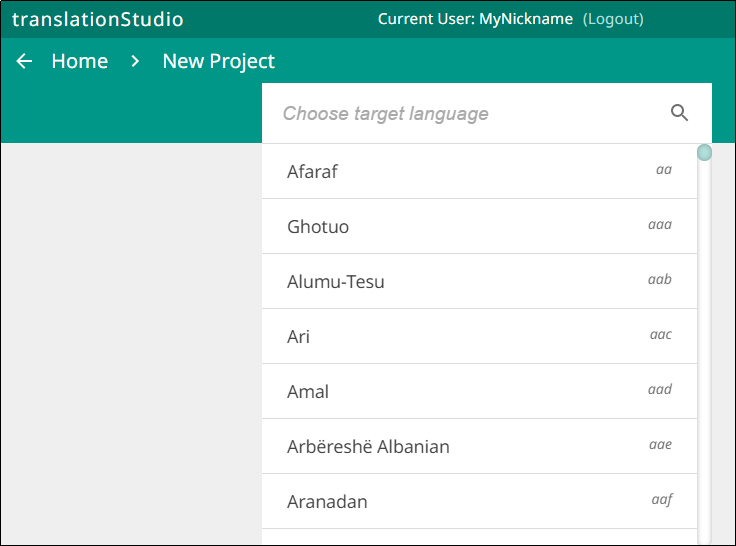 translationStudio Current User: MyNickname (Logout)
Home New Project
Choose target language
Afaraf aa
Ghotuo aaa
Alumu-Tesu aab
Ari aac
Amal aad
Arbëreshë Albanian aae
Aranadan aaf